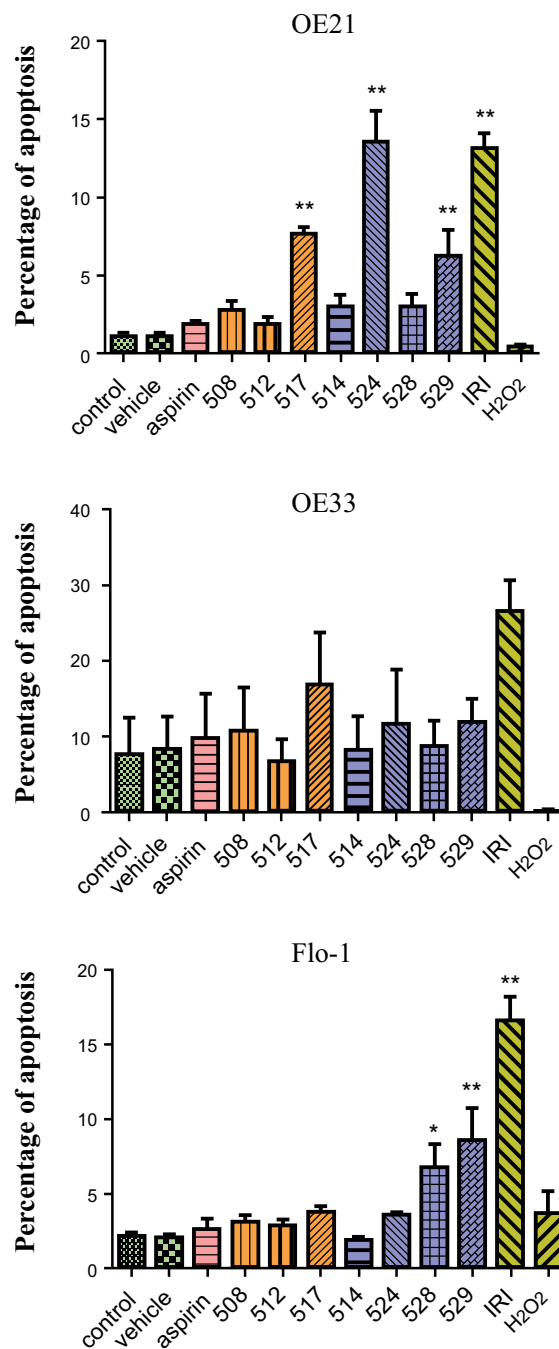 OE21
Percentage of apoptosis
20
15
10
5
0
**
**
**
**
control
vehicle
aspirin
508
512
517
514
524
528
529
IRI
H2O2
OE33
Percentage of apoptosis
40
30
20
10
0
control
vehicle
aspirin
508
512
517
514
524
528
529
IRI
H2O2
Flo-1
Percentage of apoptosis
20
15
10
5
0
*
**
**
control
vehicle
aspirin
508
512
517
514
524
528
529
IRI
H2O2